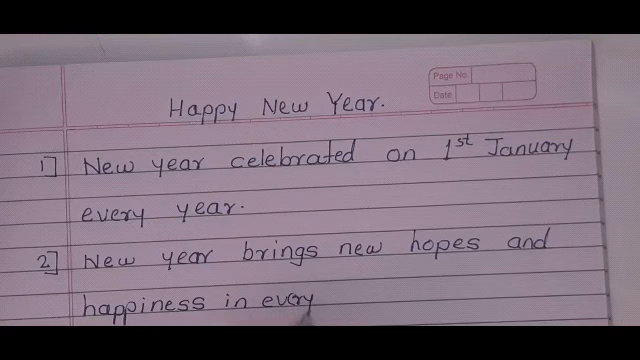 Page No.
Date
Happy New Year.
1] New year celebrated on 1st January
every year.
2] New year brings new hopes and
happiness in every